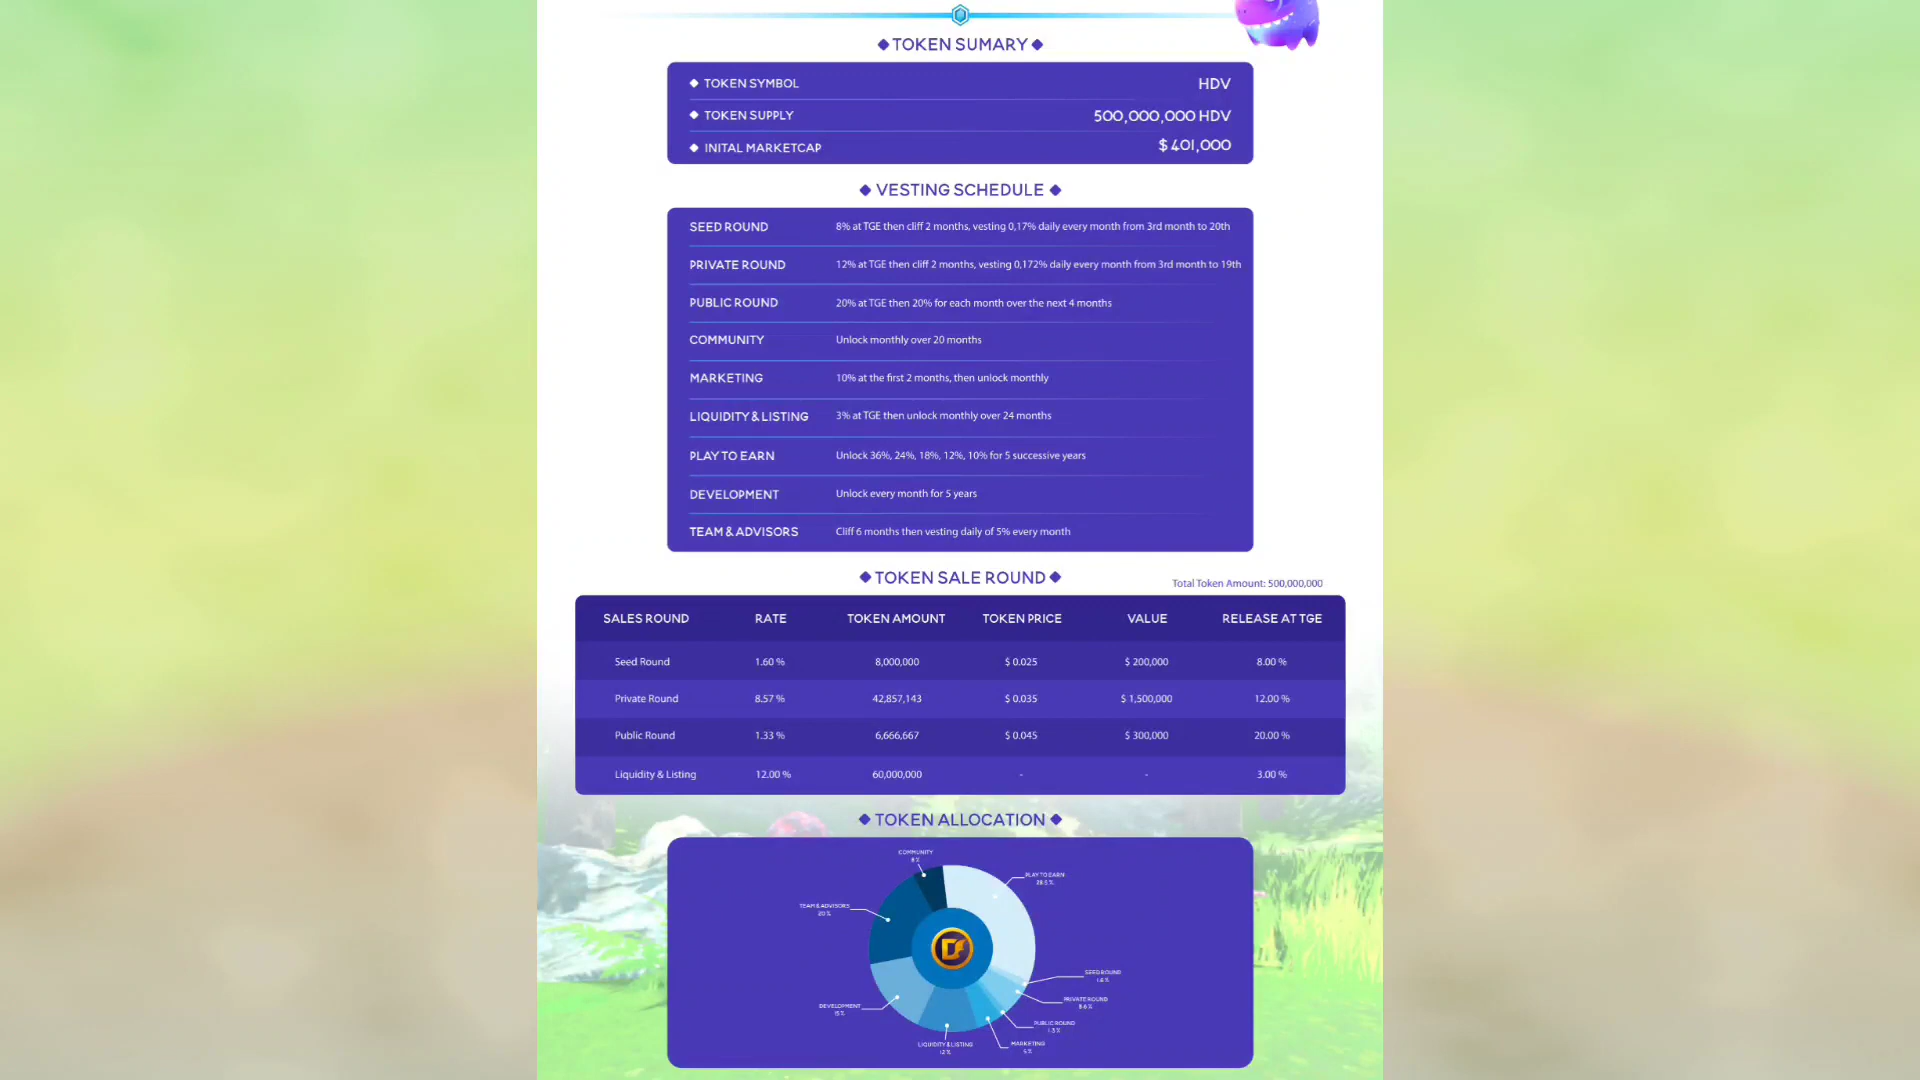 TOKEN SUMARY
TOKEN SYMBOL HDV
TOKEN SUPPLY 500,000,000 HDV
INITAL MARKETCAP $ 401,000
VESTING SCHEDULE
SEED ROUND 8% at TGE then cliff 2 months, vesting 0,17% daily every month from 3rd month to 20th
PRIVATE ROUND 12% at TGE then cliff 2 months, vesting 0,172% daily every month from 3rd month to 19th
PUBLIC ROUND 20% at TGE then 20% for each month over the next 4 months
COMMUNITY Unlock monthly over 20 months
MARKETING 10% at the first 2 months, then unlock monthly
LIQUIDITY & LISTING 3% at TGE then unlock monthly over 24 months
PLAY TO EARN Unlock 36%, 24%, 18%, 12%, 10% for 5 successive years
DEVELOPMENT Unlock every month for 5 years
TEAM & ADVISORS Cliff 6 months then vesting daily of 5% every month
TOKEN SALE ROUND
Total Token Amount: 500,000,000
SALES ROUND RATE TOKEN AMOUNT TOKEN PRICE VALUE RELEASE AT TGE
Seed Round 1.60 % 8,000,000 $ 0.025 $ 200,000 8.00 %
Private Round 8.57 % 42,857,143 $ 0.035 $ 1,500,000 12.00 %
Public Round 1.33 % 6,666,667 $ 0.045 $ 300,000 20.00 %
Liquidity & Listing 12.00 % 60,000,000 - - 3.00 %
TOKEN ALLOCATION
COMMUNITY
8%
PLAY TO EARN
28.5%
TEAM & ADVISORS
20%
SEED ROUND
1.6%
PRIVATE ROUND
8.6%
DEVELOPMENT
15%
PUBLIC ROUND
1.3%
LIQUIDITY & LISTING
12%
MARKETING
5%